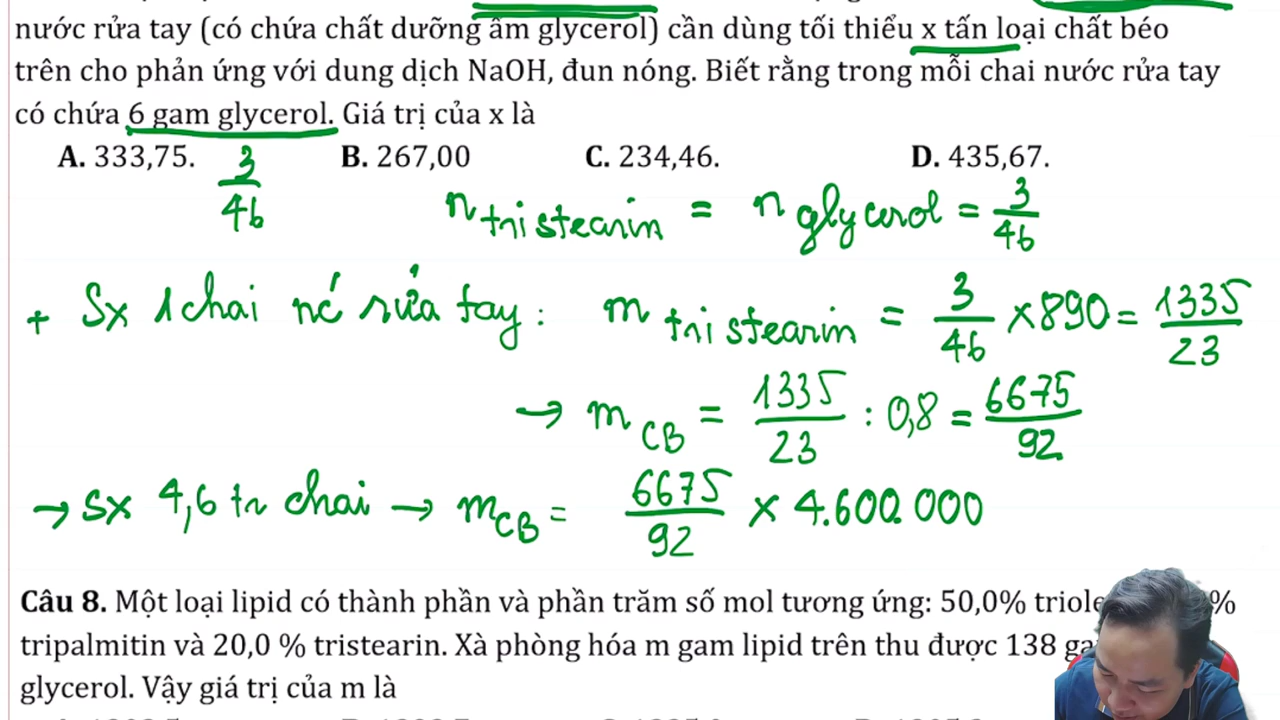 nước rửa tay (có chứa chất dưỡng ẩm glycerol) cần dùng tối thiểu x tấn loại chất béo
trên cho phản ứng với dung dịch NaOH, đun nóng. Biết rằng trong mỗi chai nước rửa tay
có chứa 6 gam glycerol. Giá trị của x là
A. 333,75. B. 267,00 C. 234,46. D. 435,67.
3/46
n tristearin = n glycerol = 3/46
+ Sx 1 chai nć rửa tay: m tristearin = 3/46 × 890 = 1335/23
→ m CB = 1335/23 : 0,8 = 6675/92
→ sx 4,6 tr chai → m CB = 6675/92 × 4.600.000
Câu 8. Một loại lipid có thành phần và phần trăm số mol tương ứng: 50,0% %
tripalmitin và 20,0 % tristearin. Xà phòng hóa m gam lipid trên thu được 138
glycerol. Vậy giá trị của m là